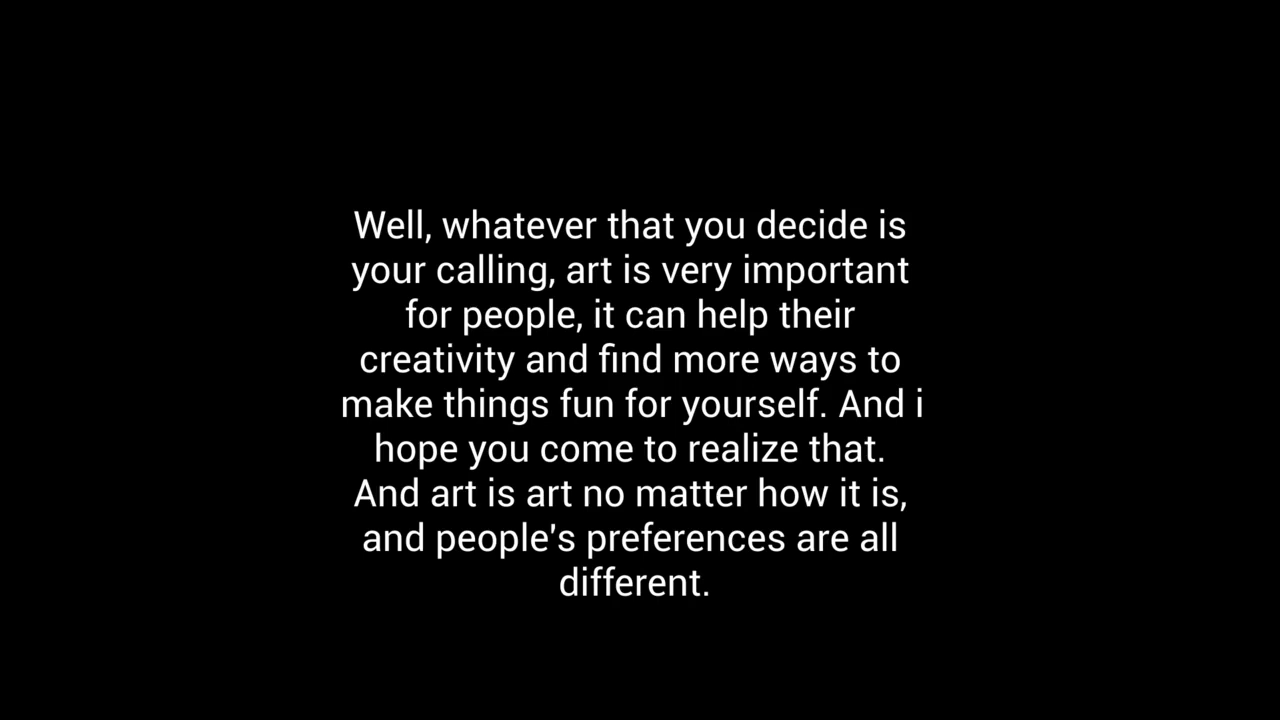 Well, whatever that you decide is
your calling, art is very important
for people, it can help their
creativity and find more ways to
make things fun for yourself. And i
hope you come to realize that.
And art is art no matter how it is,
and people's preferences are all
different.